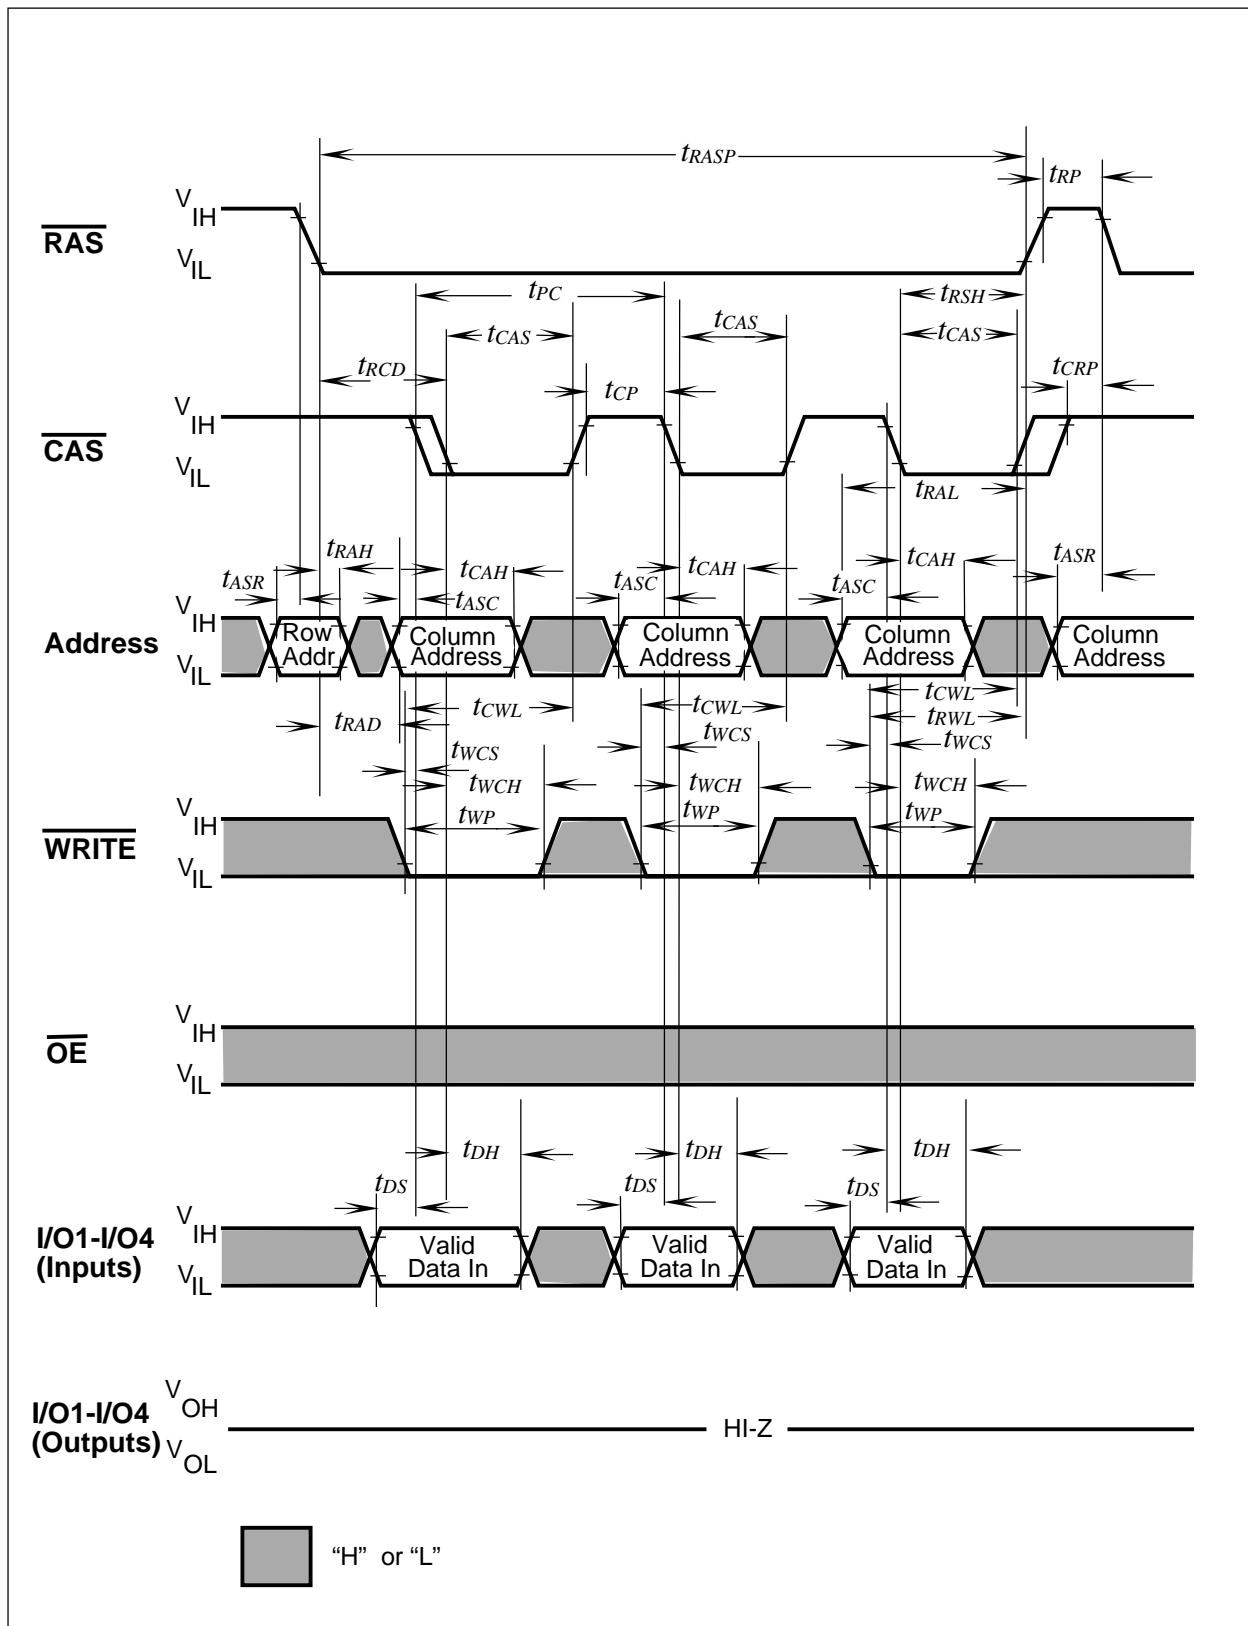 tRASP
tRP
VIH
RAS
VIL
tPC
tRSH
tCAS
tCAS
tCAS
tRCD
tCP
tCRP
VIH
CAS
VIL
tRAL
tRAH
tCAH
tCAH
tCAH
tASR
tASR
tASC
tASC
tASC
VIH
Address
VIL
Row Addr
Column Address
Column Address
Column Address
Column Address
tCWL
tCWL
tCWL
tRAD
tRWL
tWCS
tWCS
tWCS
tWCH
tWCH
tWCH
tWP
tWP
tWP
VIH
WRITE
VIL
VIH
OE
VIL
tDH
tDH
tDH
tDS
tDS
tDS
VIH
I/O1-I/O4
(Inputs)
VIL
Valid Data In
Valid Data In
Valid Data In
VOH
I/O1-I/O4
(Outputs)
VOL
HI-Z
“H” or “L”